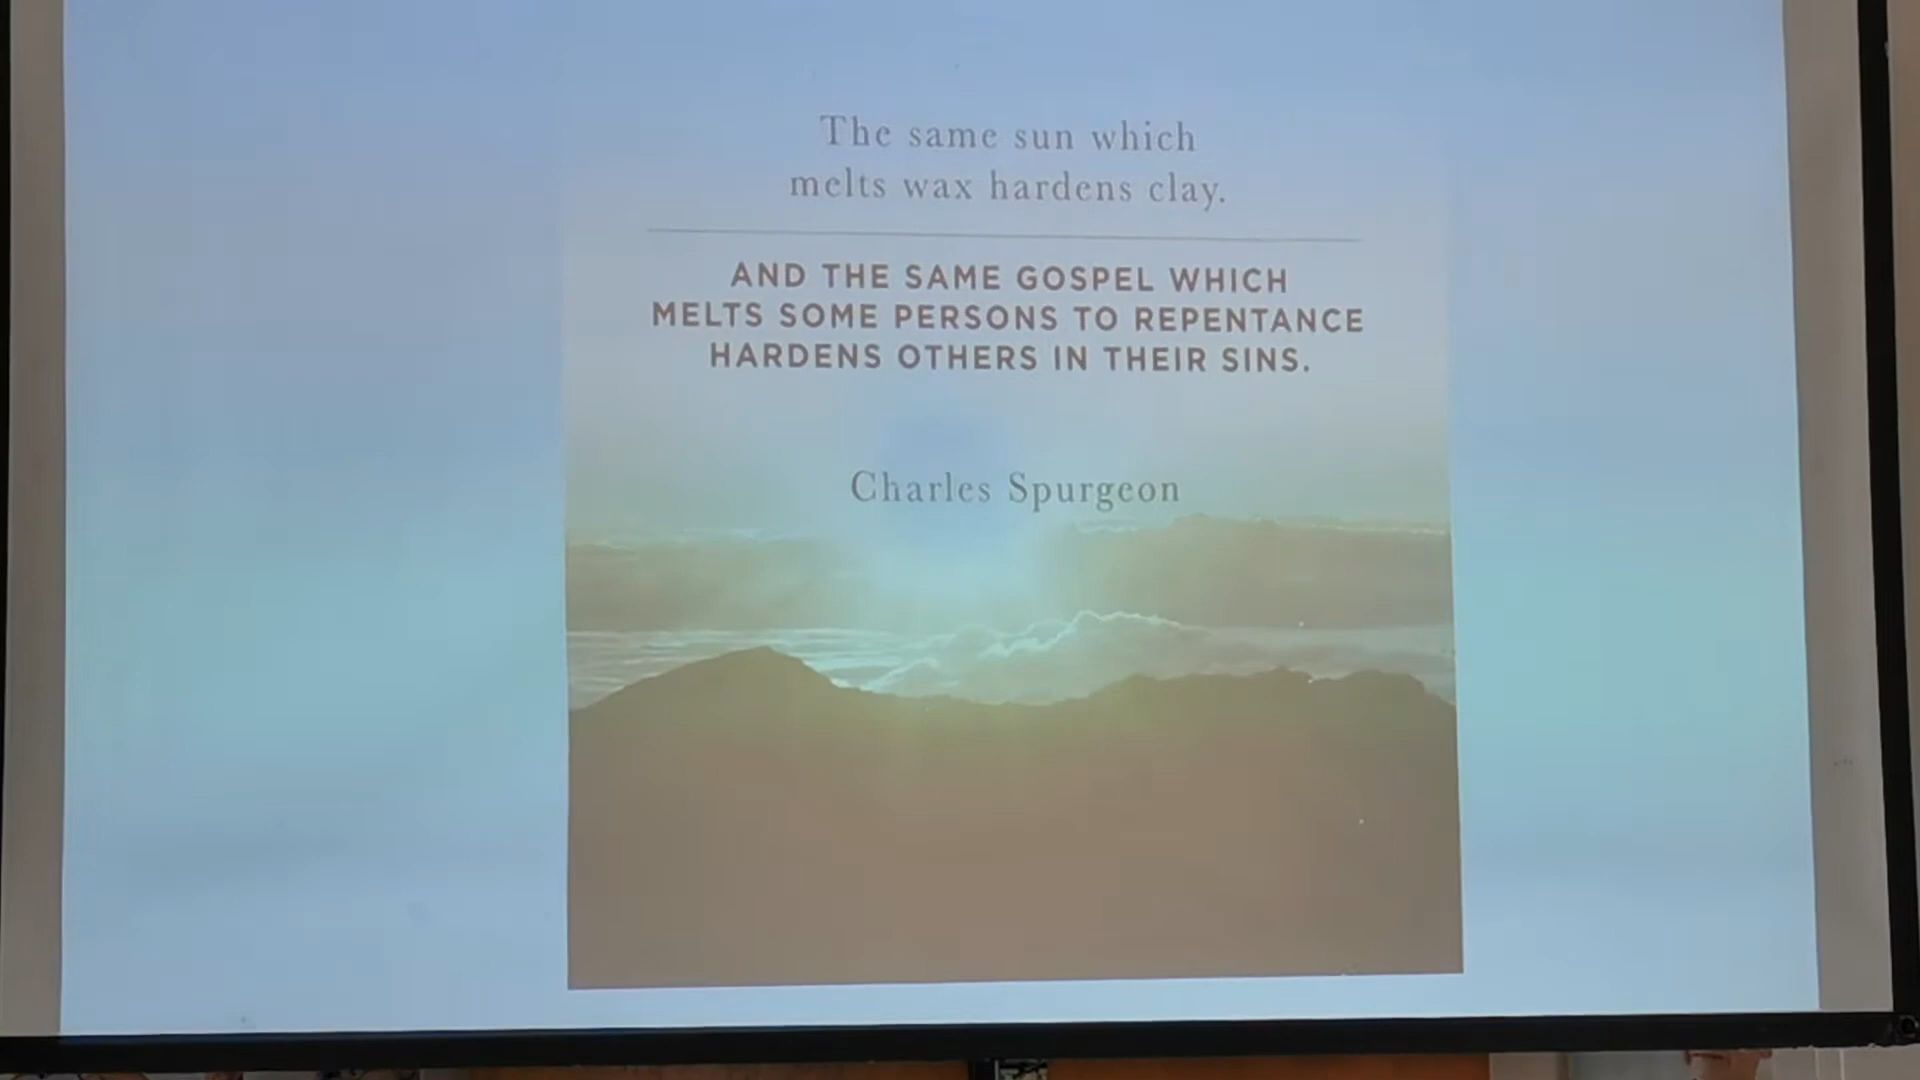 The same sun which
melts wax hardens clay.
AND THE SAME GOSPEL WHICH
MELTS SOME PERSONS TO REPENTANCE
HARDENS OTHERS IN THEIR SINS.
Charles Spurgeon